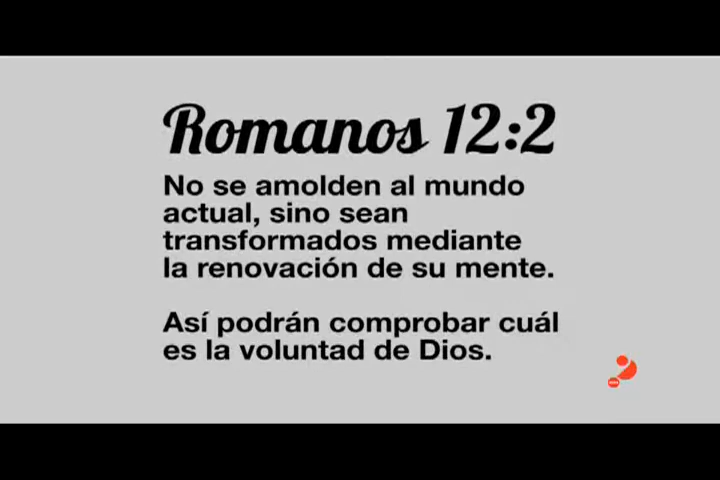 Romanos 12:2
No se amolden al mundo
actual, sino sean
transformados mediante
la renovación de su mente.
Así podrán comprobar cuál
es la voluntad de Dios.